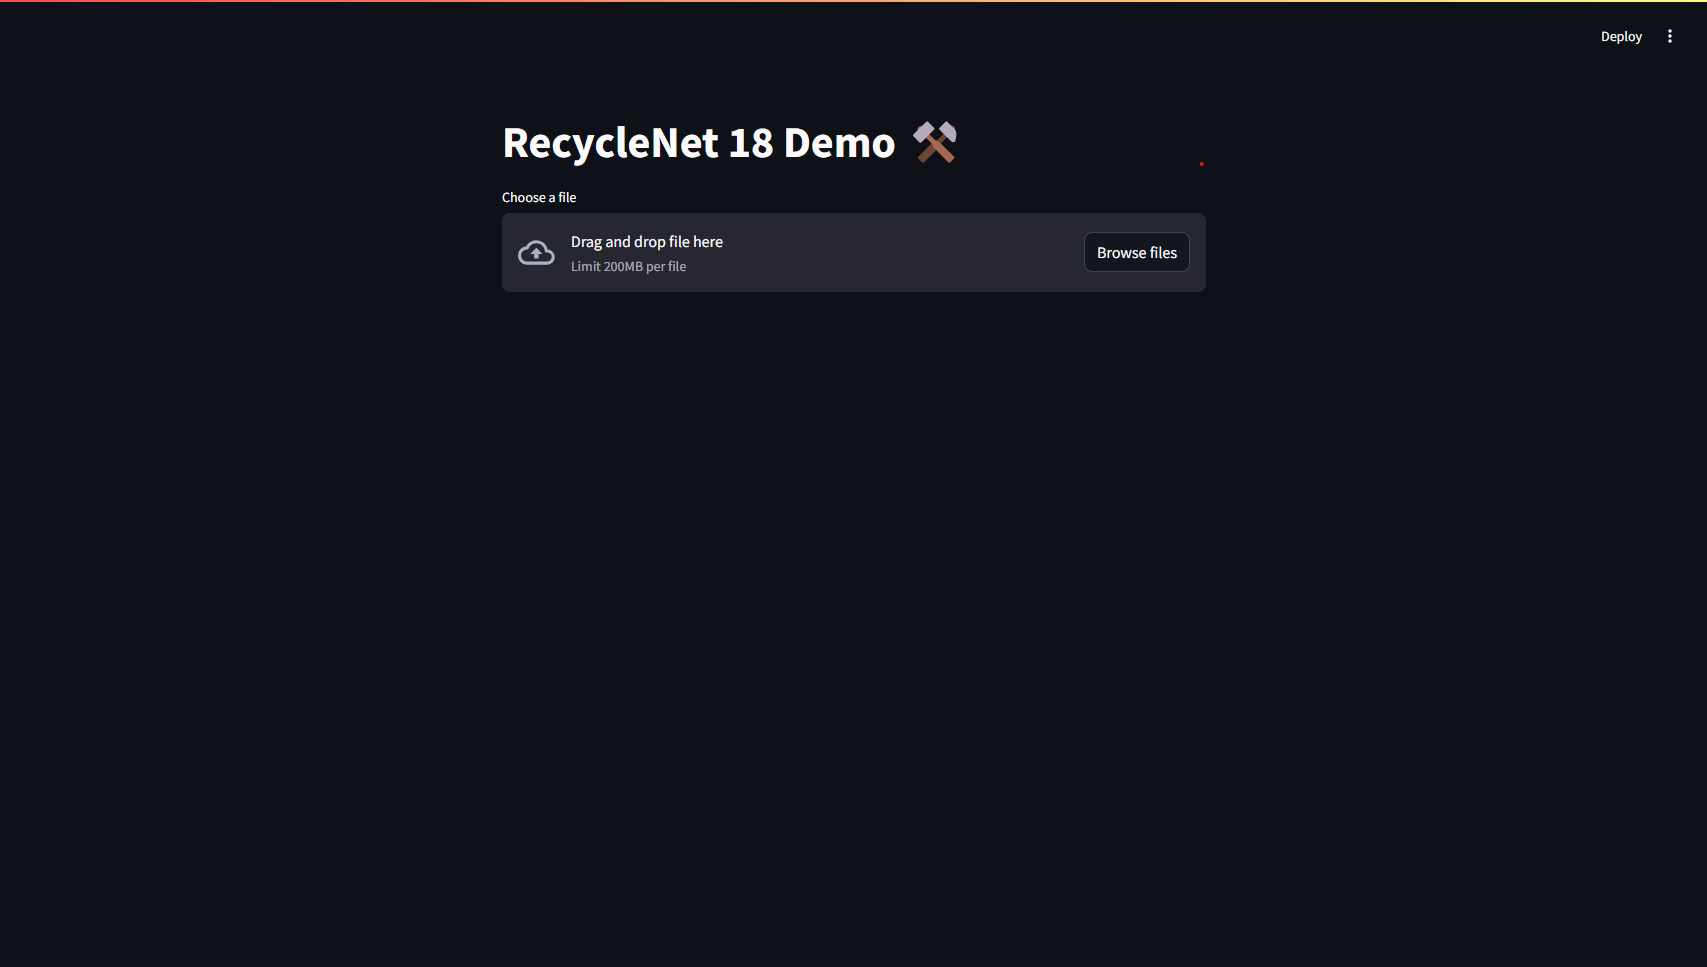 Deploy
RecycleNet 18 Demo
Choose a file
Drag and drop file here
Limit 200MB per file
Browse files